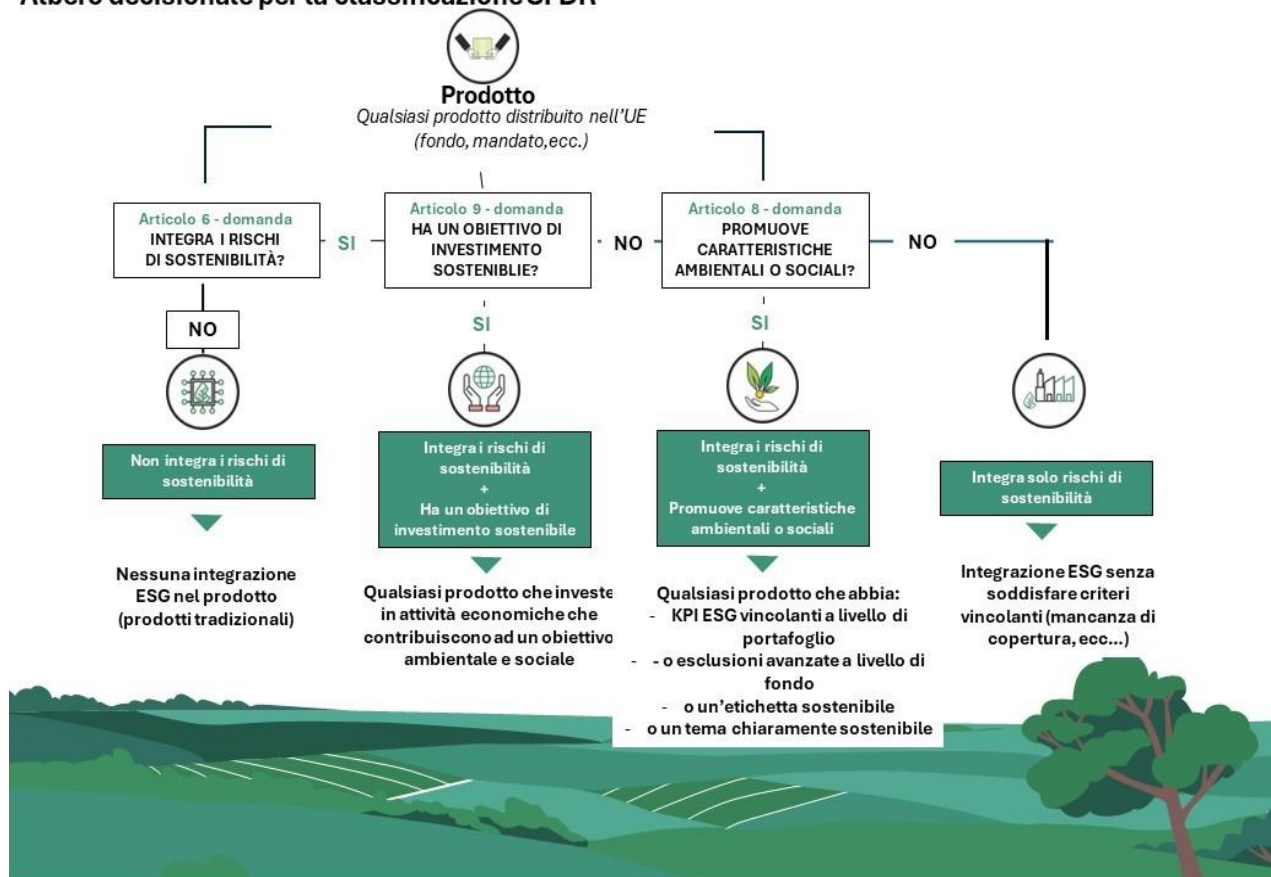 Albero decisionale per la classificazione SFDR
Prodotto
Qualsiasi prodotto distribuito nell'UE
(fondo, mandato,ecc.)
Articolo 6 - domanda
INTEGRA I RISCHI
DI SOSTENIBILITÀ?
SI
Articolo 9 - domanda
HA UN OBIETTIVO DI
INVESTIMENTO
SOSTENIBLIE?
NO
Articolo 8 - domanda
PROMUOVE
CARATTERISTICHE
AMBIENTALI O SOCIALI?
NO
NO
SI
SI
Non integra i rischi di
sostenibilità
Integra i rischi di
sostenibilità
+
Ha un obiettivo di
investimento sostenibile
Integra i rischi di
sostenibilità
+
Promuove caratteristiche
ambientali o sociali
Integra solo rischi di
sostenibilità
Nessuna integrazione
ESG nel prodotto
(prodotti tradizionali)
Qualsiasi prodotto che investe
in attività economiche che
contribuiscono ad un obiettivo
ambientale e sociale
Qualsiasi prodotto che abbia:
- KPI ESG vincolanti a livello di
portafoglio
- - o esclusioni avanzate a livello di
fondo
- o un'etichetta sostenibile
- o un tema chiaramente sostenibile
Integrazione ESG senza
soddisfare criteri
vincolanti (mancanza di
copertura, ecc...)